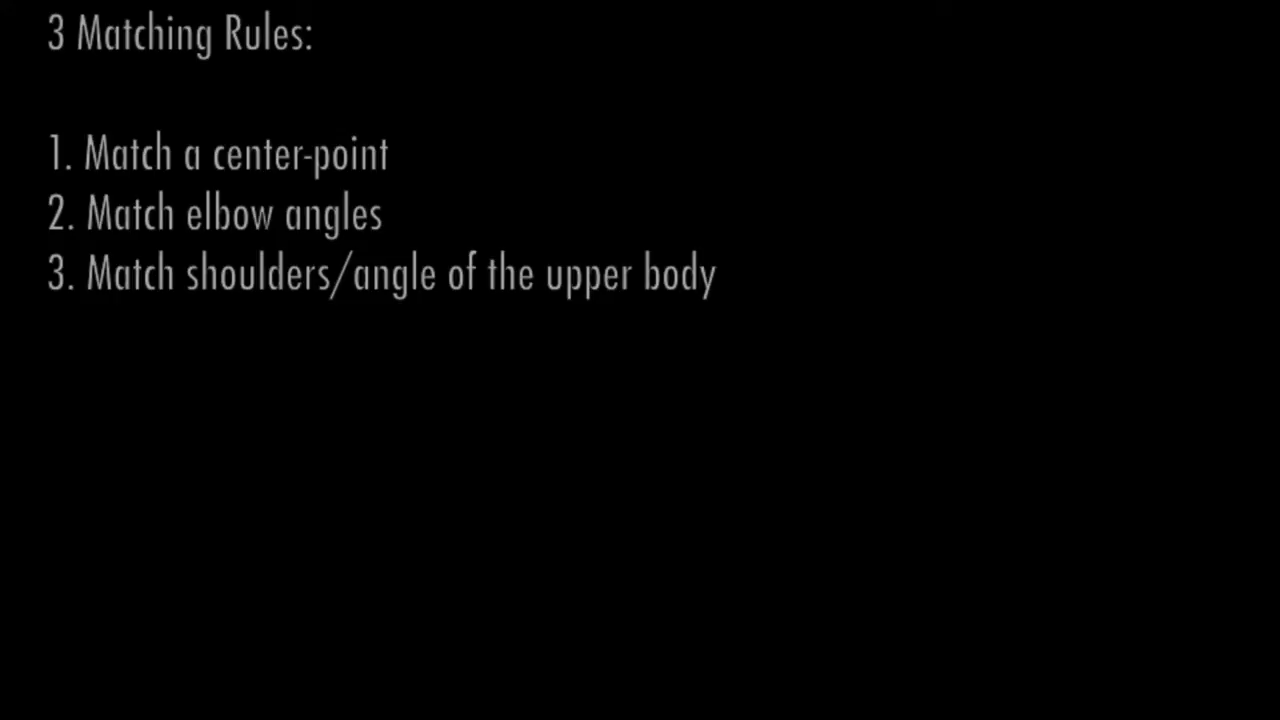 3 Matching Rules:
1. Match a center-point
2. Match elbow angles
3. Match shoulders/angle of the upper body